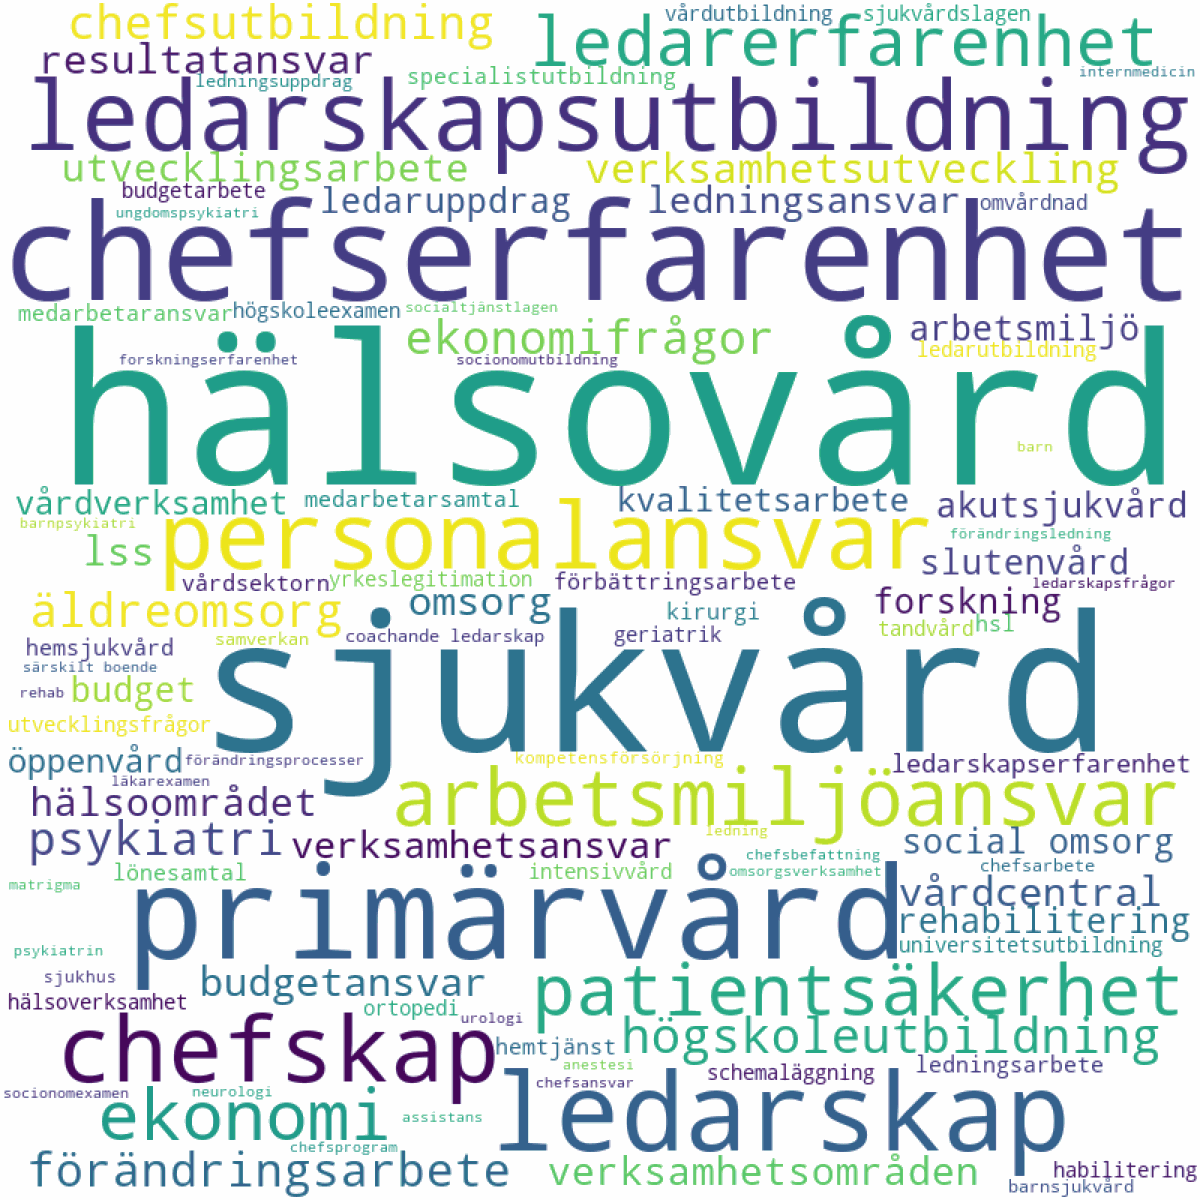 chefsutbildning
vårdutbildning
sjukvårdslagen
ledarerfarenhet
resultatansvar
ledningsuppdrag
specialistutbildning
internmedicin
ledarskapsutbildning
utvecklingsarbete
verksamhetsutveckling
budgetarbete
ledaruppdrag
ledningsansvar
omvårdnad
ungdomspsykiatri
chefserfarenhet
medarbetaransvar
högskoleexamen
socialtjänstlagen
ekonomifrågor
arbetsmiljö
forskningserfarenhet
socionomutbildning
ledarutbildning
hälsovård
barn
vårdverksamhet
medarbetarsamtal
kvalitetsarbete
akutsjukvård
barnpsykiatri
personalansvar
förändringsledning
lss
slutenvård
vårdsektorn
yrkeslegitimation
förbättringsarbete
ledarskapsfrågor
äldreomsorg
omsorg
kirurgi
forskning
hemsjukvård
samverkan
coachande ledarskap
geriatrik
tandvård
hsl
särskilt boende
sjukvård
rehab
budget
utvecklingsfrågor
öppenvård
förändringsprocesser
kompetensförsörjning
ledarskapserfarenhet
läkarexamen
hälsoområdet
arbetsmiljöansvar
psykiatri
verksamhetsansvar
ledning
social omsorg
lönesamtal
intensivvård
chefsbefattning
omsorgsverksamhet
chefsarbete
matrigma
primärvård
vårdcentral
rehabilitering
psykiatrin
universitetsutbildning
sjukhus
budgetansvar
patientsäkerhet
hälsoverksamhet
ortopedi
urologi
chefskap
hemtjänst
högskoleutbildning
anestesi
ledningsarbete
socionomexamen
neurologi
chefsansvar
schemaläggning
ekonomi
assistans
ledarskap
chefsprogram
förändringsarbete
verksamhetsområden
habilitering
barnsjukvård